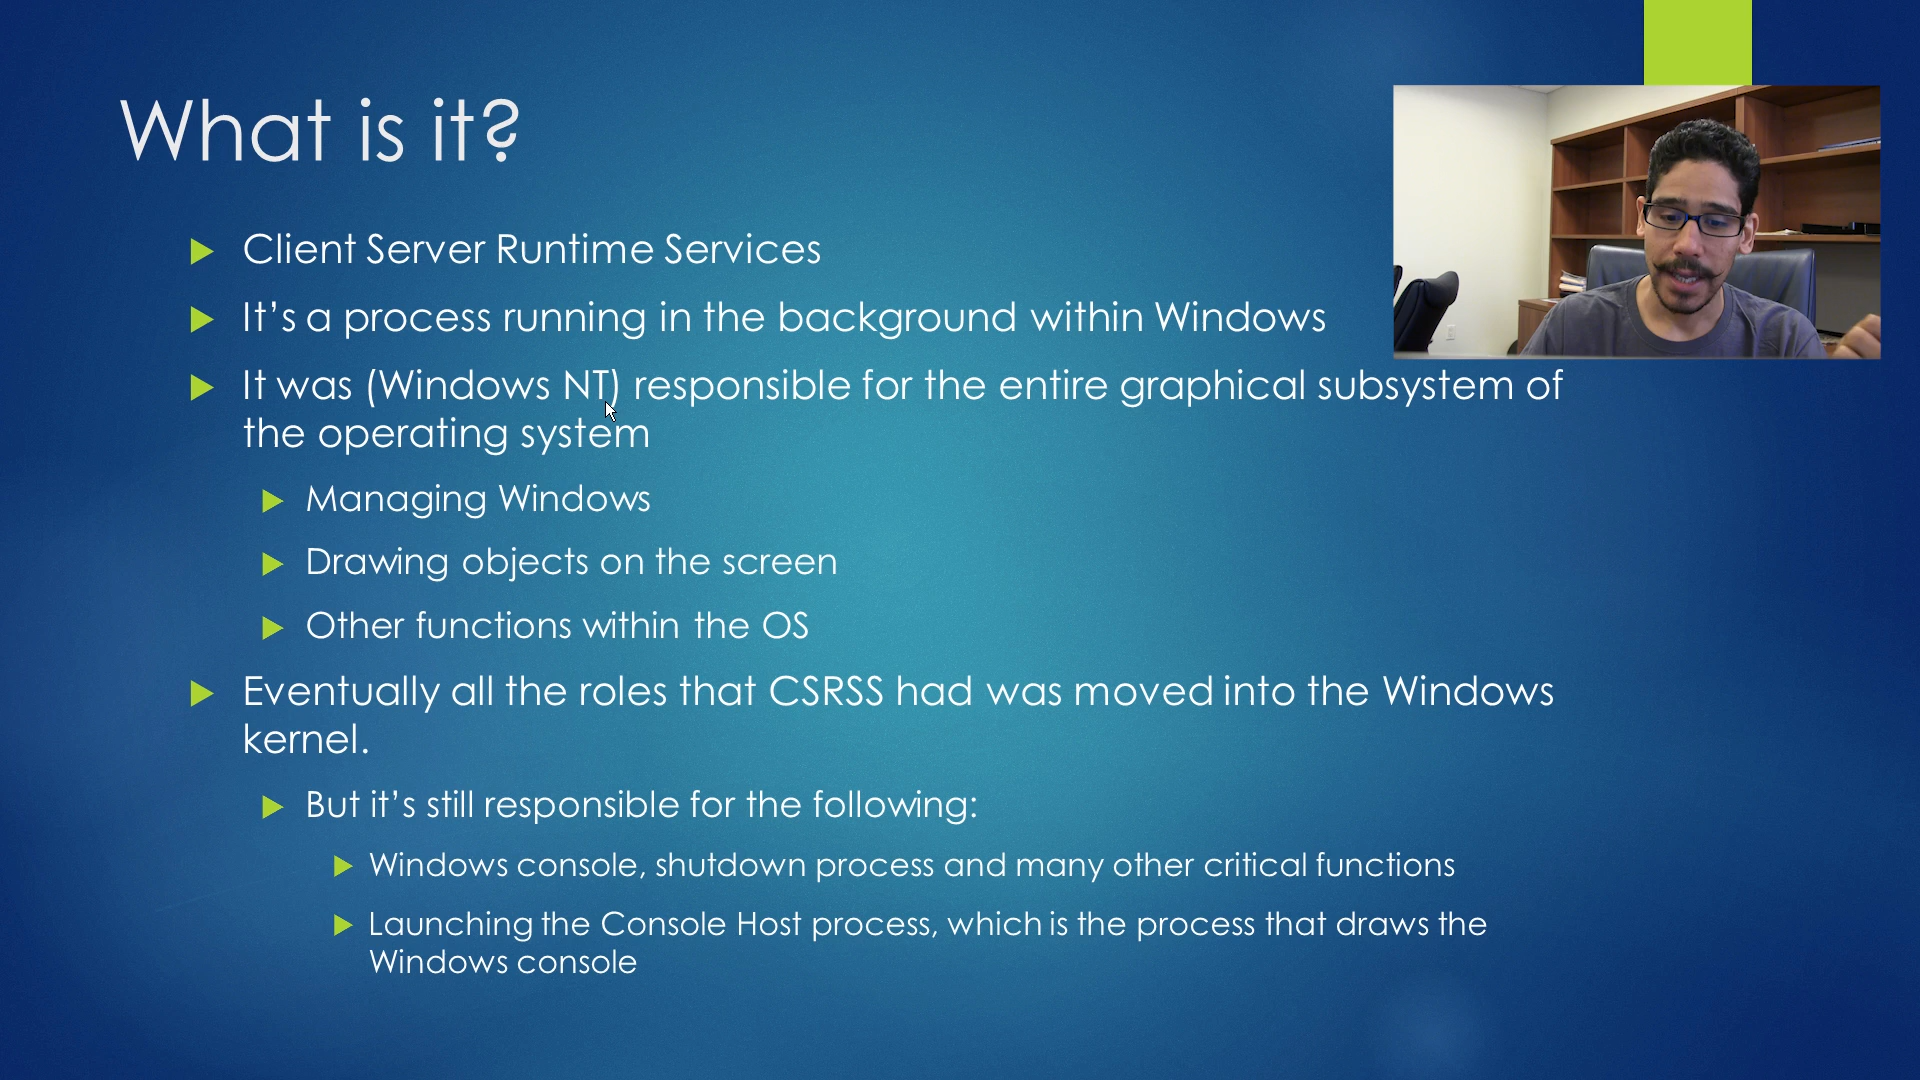 What is it?
Client Server Runtime Services
It’s a process running in the background within Windows
It was (Windows NT) responsible for the entire graphical subsystem of
the operating system
Managing Windows
Drawing objects on the screen
Other functions within the OS
Eventually all the roles that CSRSS had was moved into the Windows
kernel.
But it’s still responsible for the following:
Windows console, shutdown process and many other critical functions
Launching the Console Host process, which is the process that draws the
Windows console